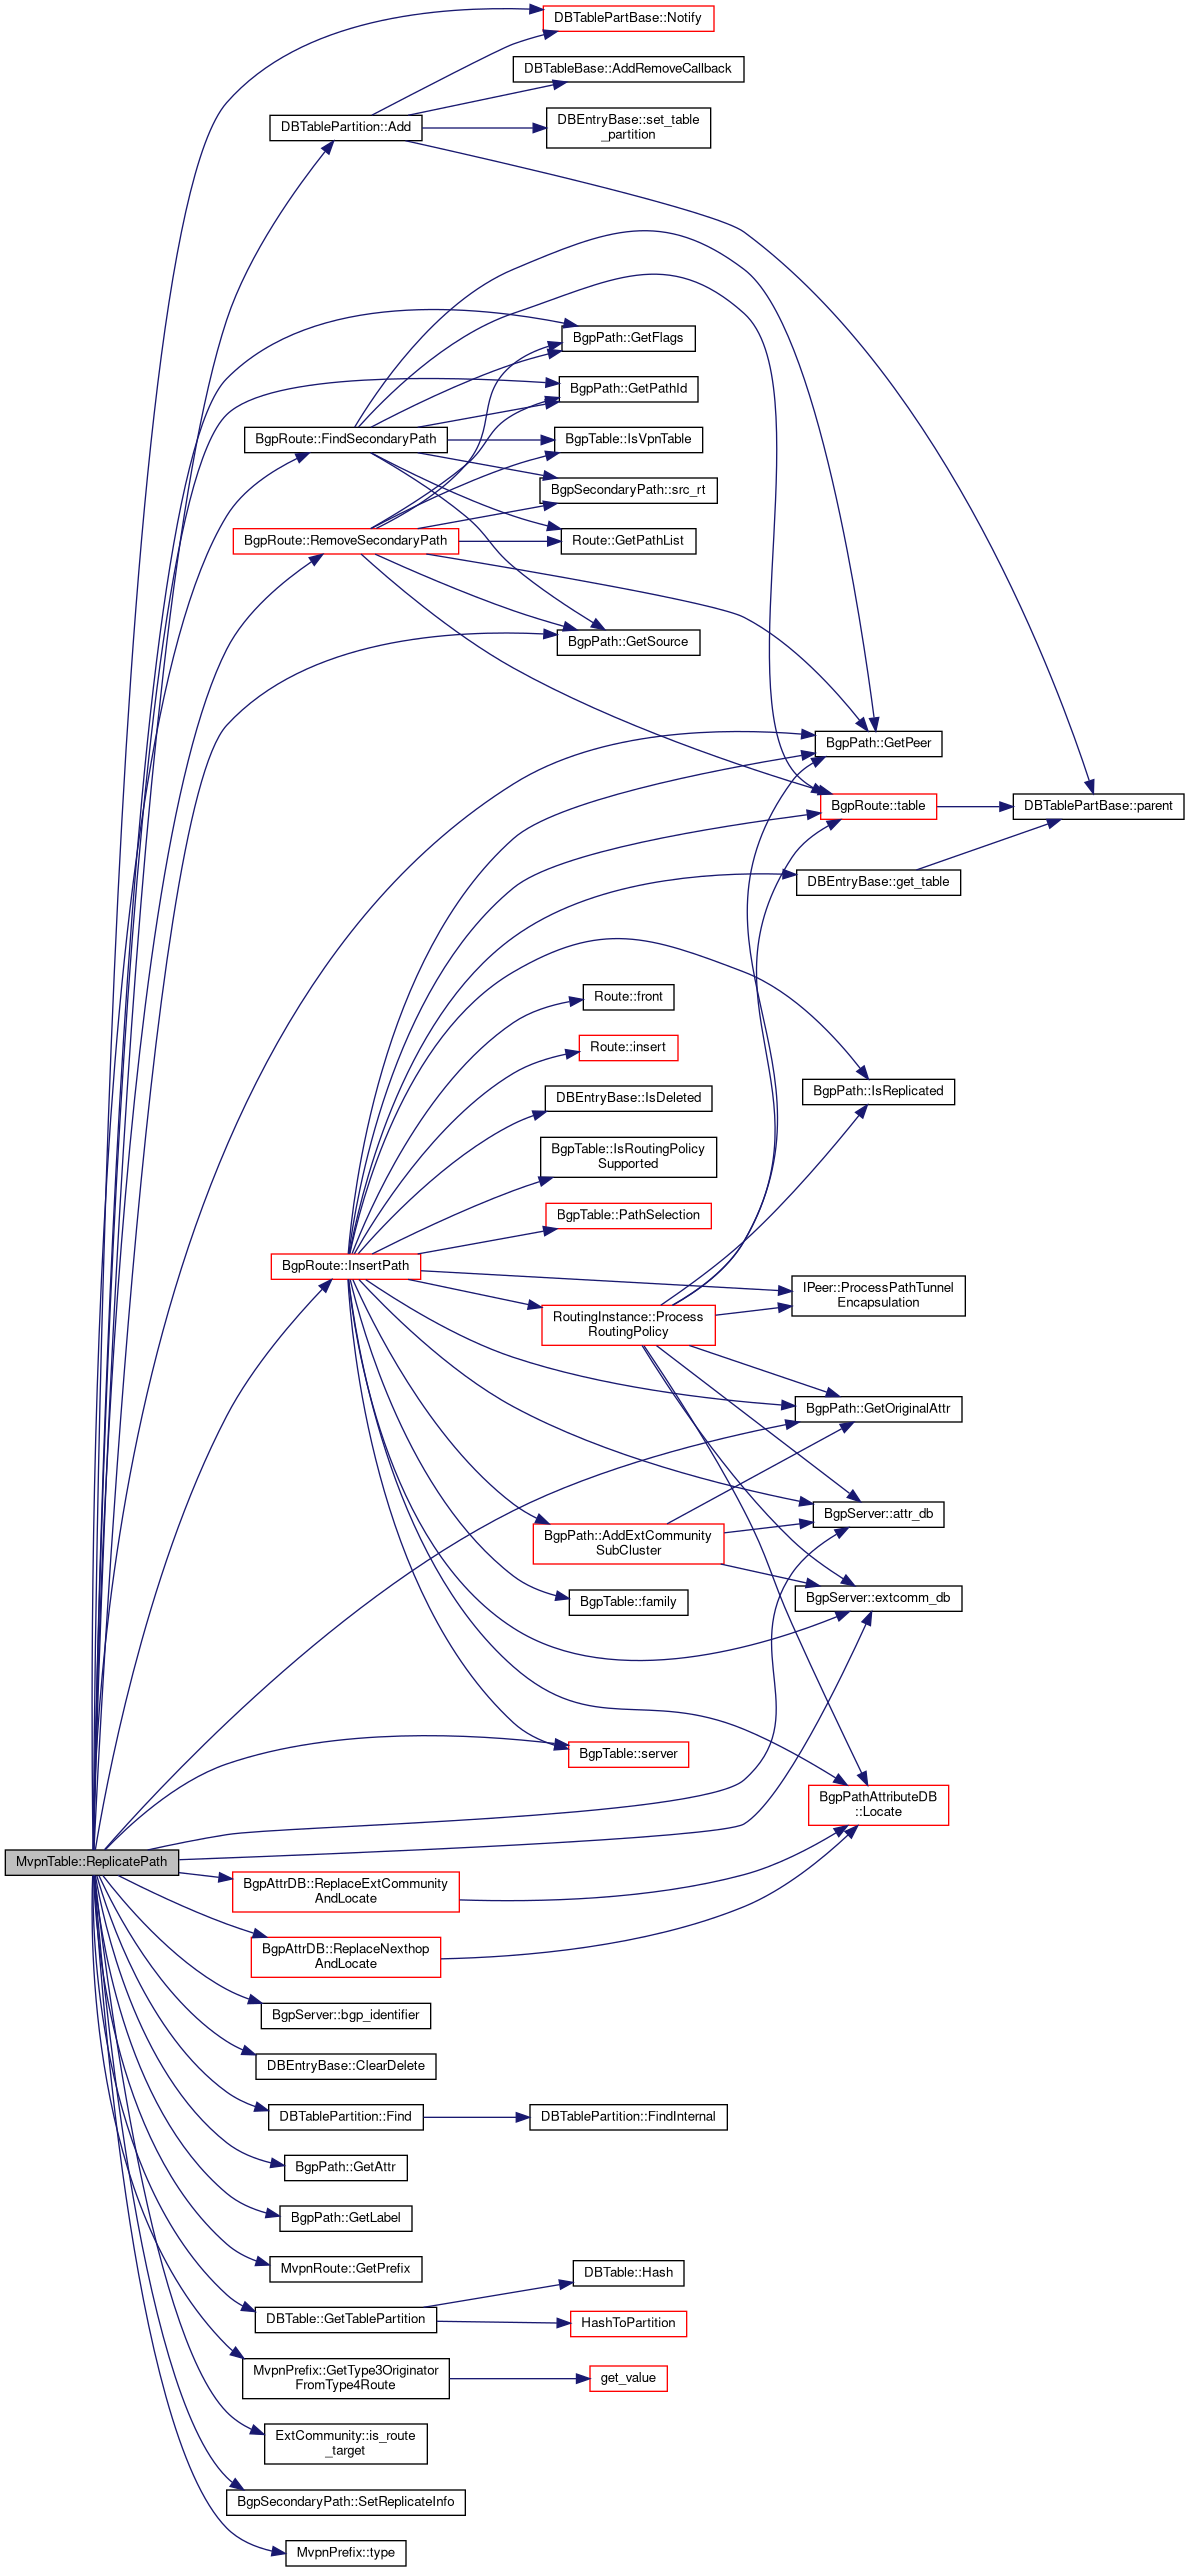 DBTablePartBase::Notify
DBTableBase::AddRemoveCallback
DBTablePartition::Add
DBEntryBase::set_table
_partition
BgpPath::GetFlags
BgpPath::GetPathId
BgpRoute::FindSecondaryPath
BgpTable::IsVpnTable
BgpSecondaryPath::src_rt
BgpRoute::RemoveSecondaryPath
Route::GetPathList
BgpPath::GetSource
BgpPath::GetPeer
BgpRoute::table
DBTablePartBase::parent
DBEntryBase::get_table
Route::front
Route::insert
BgpPath::IsReplicated
DBEntryBase::IsDeleted
BgpTable::IsRoutingPolicy
Supported
BgpTable::PathSelection
BgpRoute::InsertPath
IPeer::ProcessPathTunnel
Encapsulation
RoutingInstance::Process
RoutingPolicy
BgpPath::GetOriginalAttr
BgpServer::attr_db
BgpPath::AddExtCommunity
SubCluster
BgpTable::family
BgpServer::extcomm_db
BgpTable::server
BgpPathAttributeDB
::Locate
MvpnTable::ReplicatePath
BgpAttrDB::ReplaceExtCommunity
AndLocate
BgpAttrDB::ReplaceNexthop
AndLocate
BgpServer::bgp_identifier
DBEntryBase::ClearDelete
DBTablePartition::Find
DBTablePartition::FindInternal
BgpPath::GetAttr
BgpPath::GetLabel
MvpnRoute::GetPrefix
DBTable::Hash
DBTable::GetTablePartition
HashToPartition
MvpnPrefix::GetType3Originator
FromType4Route
get_value
ExtCommunity::is_route
_target
BgpSecondaryPath::SetReplicateInfo
MvpnPrefix::type